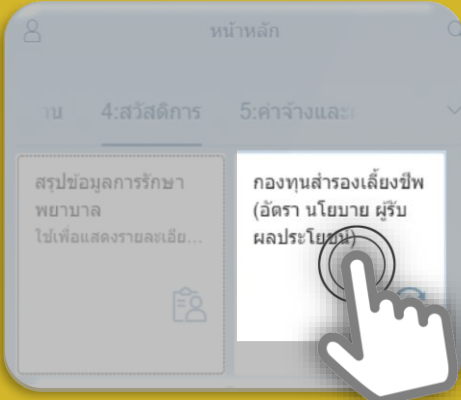 หน้าหลัก
าน 4:สวัสดิการ 5:ค่าจ้างและ
สรุปข้อมูลการรักษา
พยาบาล
ใช้เพื่อแสดงรายละเอีย...
กองทุนสำรองเลี้ยงชีพ
(อัตรา นโยบาย ผู้รับ
ผลประโยชน์)